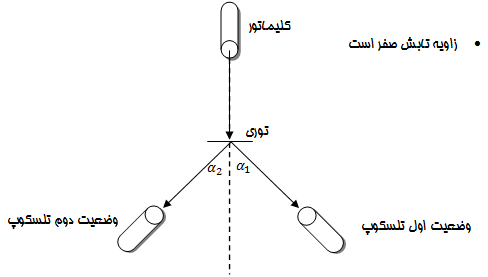 کلیماتور
• زاویه تابش صفر است
توری
α₂ α₁
وضعیت دوم تلسکوپ
وضعیت اول تلسکوپ